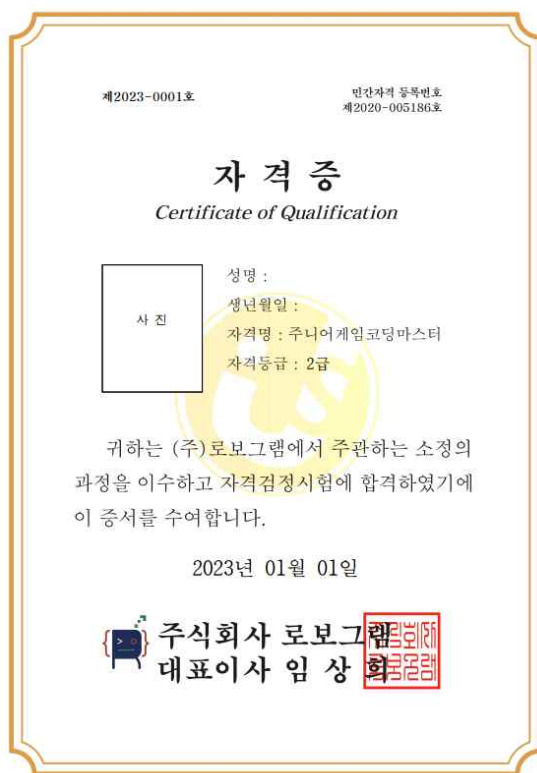 제2023-0001호
민간자격 등록번호
제2020-005186호
자 격 증
Certificate of Qualification
사 진
성명 :
생년월일 :
자격명 : 주니어게임코딩마스터
자격등급 : 2급
귀하는 (주)로보그램에서 주관하는 소정의
과정을 이수하고 자격검정시험에 합격하였기에
이 증서를 수여합니다.
2023년 01월 01일
주식회사 로보그램
대표이사 임 상 희